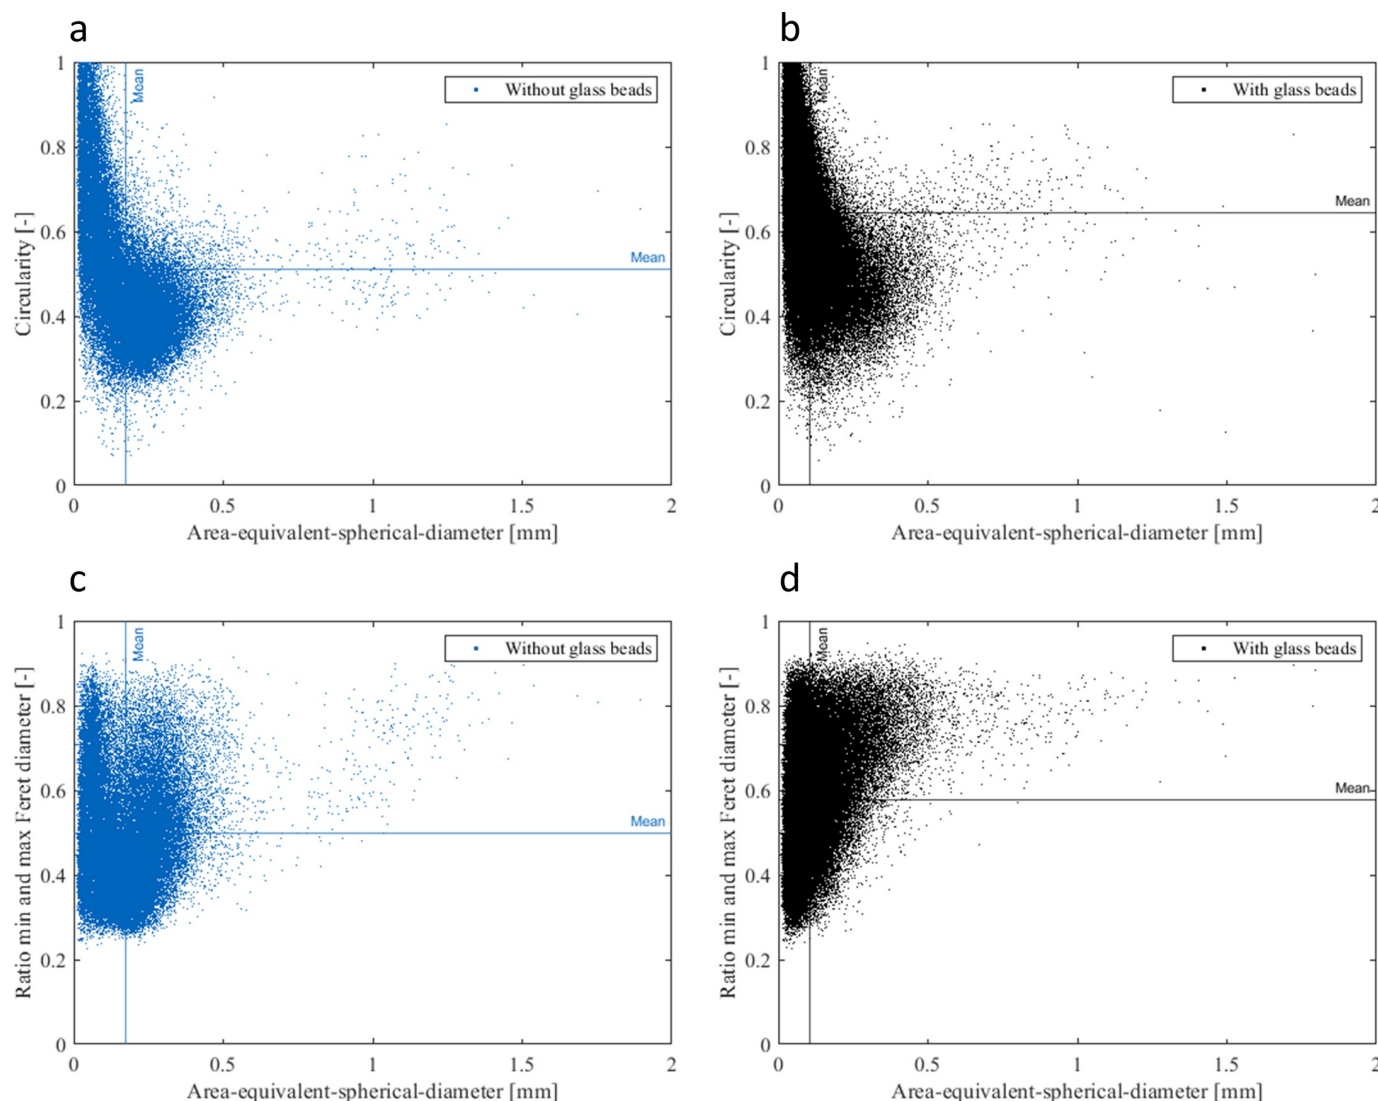 a
Mean
Without glass beads
Mean
1
0.8
0.6
0.4
0.2
0
Circularity [-]
0 0.5 1 1.5 2
Area-equivalent-spherical-diameter [mm]
b
Mean
With glass beads
Mean
1
0.8
0.6
0.4
0.2
0
Circularity [-]
0 0.5 1 1.5 2
Area-equivalent-spherical-diameter [mm]
c
Mean
Without glass beads
Mean
1
0.8
0.6
0.4
0.2
0
Ratio min and max Feret diameter [-]
0 0.5 1 1.5 2
Area-equivalent-spherical-diameter [mm]
d
Mean
With glass beads
Mean
1
0.8
0.6
0.4
0.2
0
Ratio min and max Feret diameter [-]
0 0.5 1 1.5 2
Area-equivalent-spherical-diameter [mm]